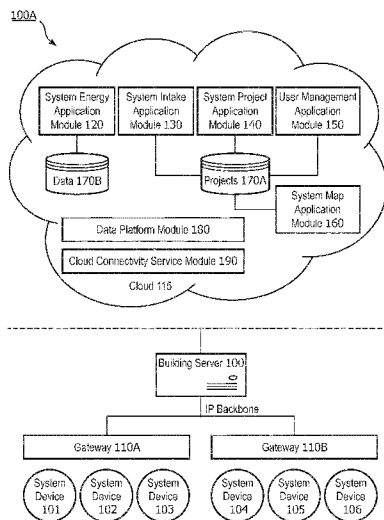 100A
System Energy
Application
Module 120
System Intake
Application
Module 130
System Project
Application
Module 140
User Management
Application
Module 150
Data 170B
Projects 170A
System Map
Application
Module 160
Data Platform Module 180
Cloud Connectivity Service Module 190
Cloud 115
Building Server 100
IP Backbone
Gateway 110A
Gateway 110B
System
Device
101
System
Device
102
System
Device
103
System
Device
104
System
Device
105
System
Device
106